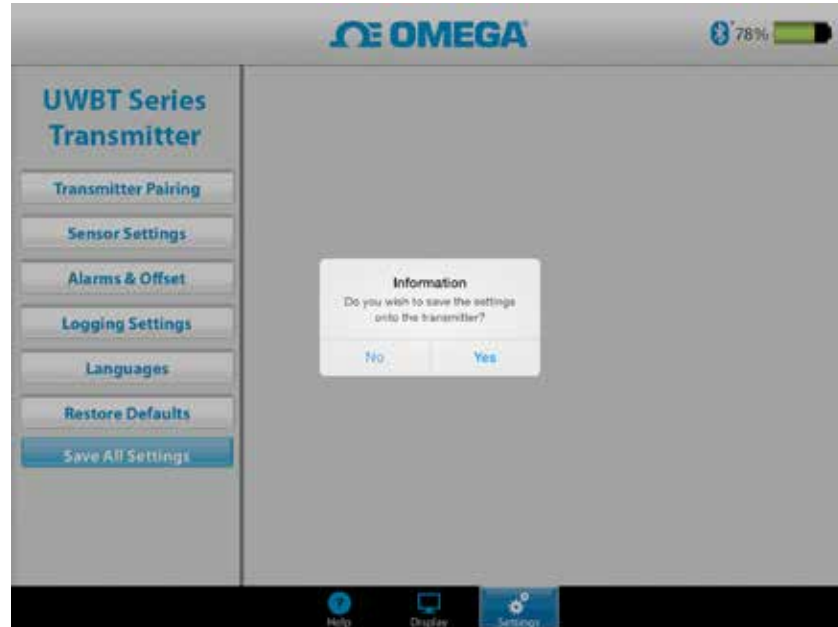 OMEGA
78%
UWBT Series
Transmitter
Transmitter Pairing
Sensor Settings
Alarms & Offset
Logging Settings
Languages
Restore Defaults
Save All Settings
Information
Do you wish to save the settings
onto the transmitter?
No
Yes
Help
Display
Settings